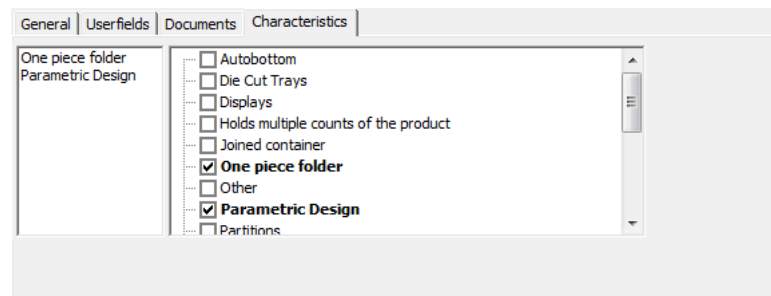 General Userfields Documents Characteristics
One piece folder
Parametric Design
Autobottom
Die Cut Trays
Displays
Holds multiple counts of the product
Joined container
One piece folder
Other
Parametric Design
Partitions